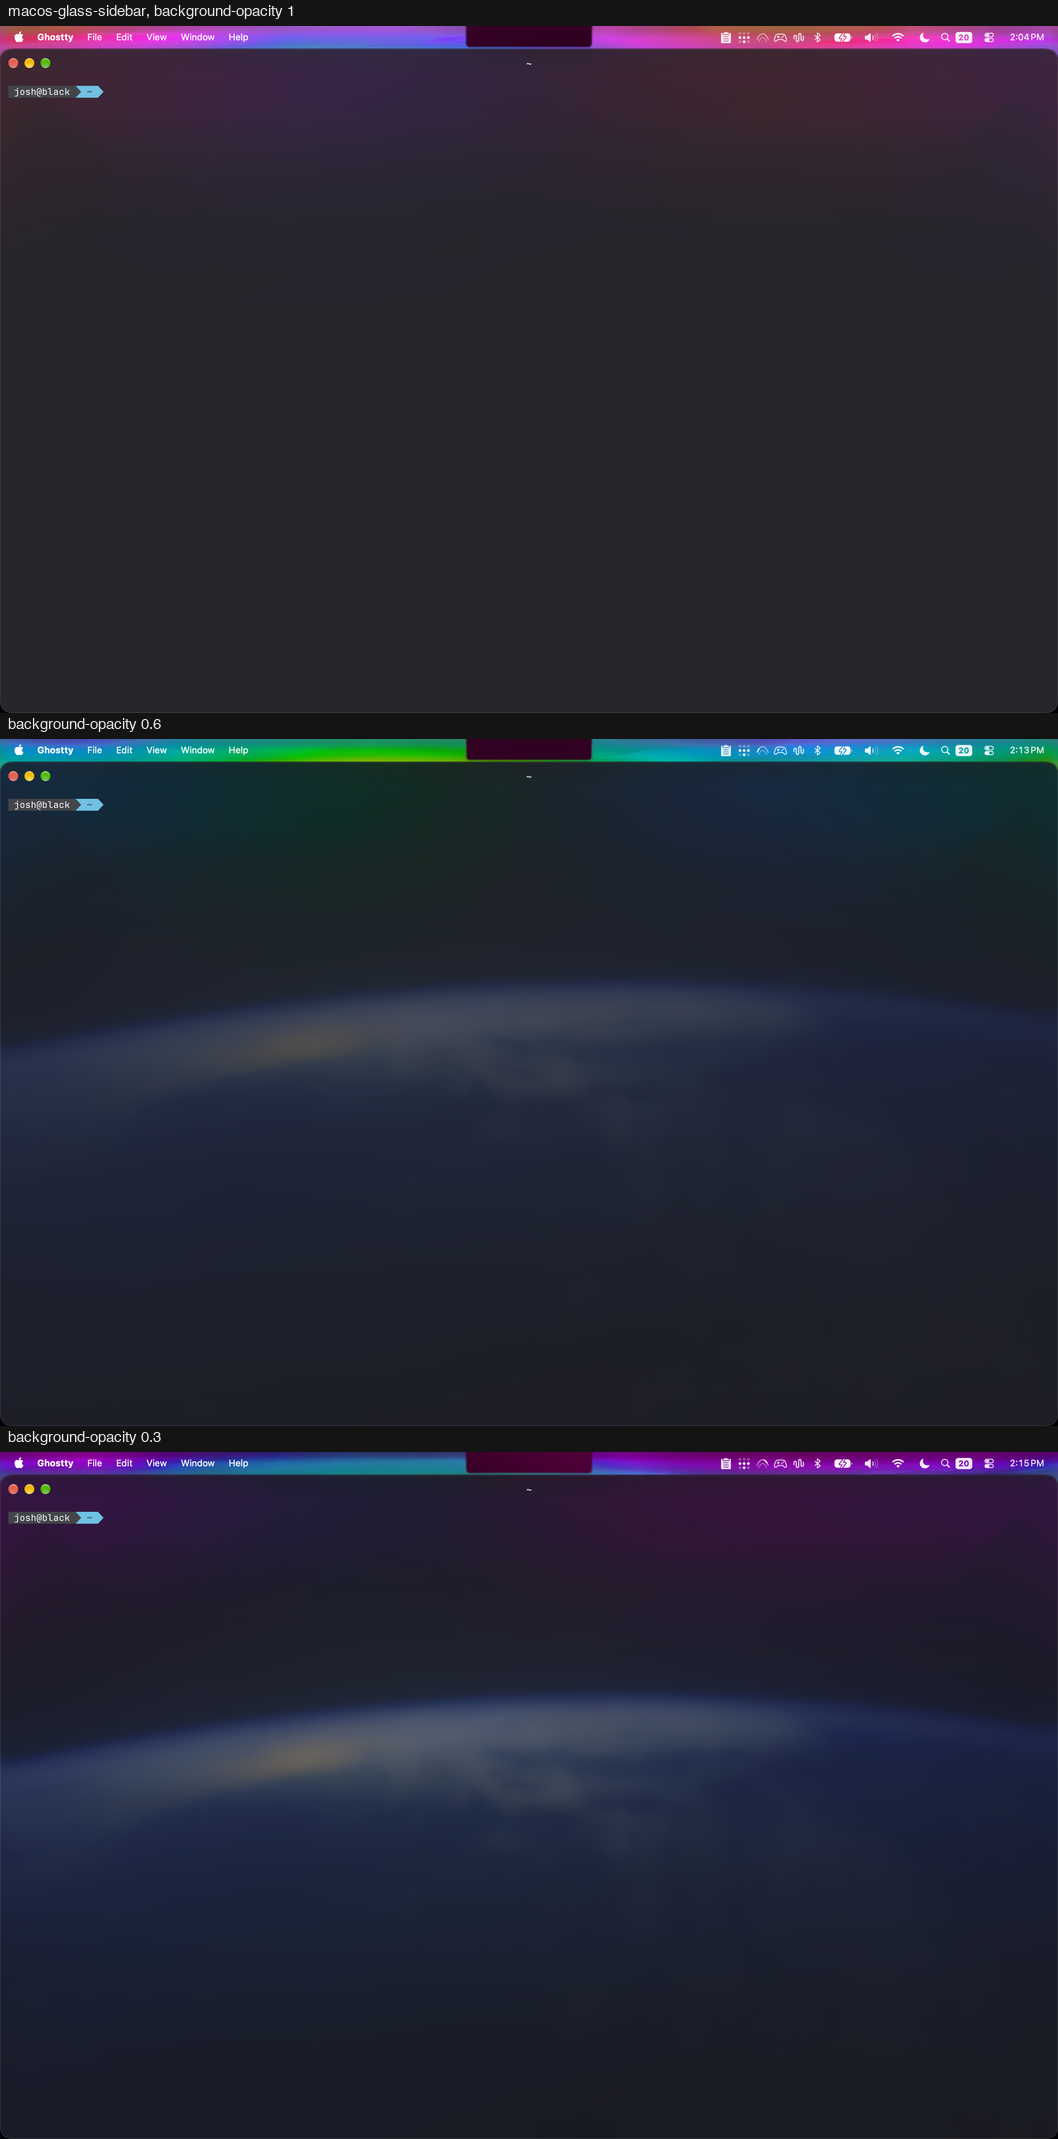 macos-glass-sidebar, background-opacity 1
Ghostty File Edit View Window Help 20 2:04 PM
~
josh@black ~
background-opacity 0.6
Ghostty File Edit View Window Help 20 2:13 PM
~
josh@black ~
background-opacity 0.3
Ghostty File Edit View Window Help 20 2:15 PM
~
josh@black ~